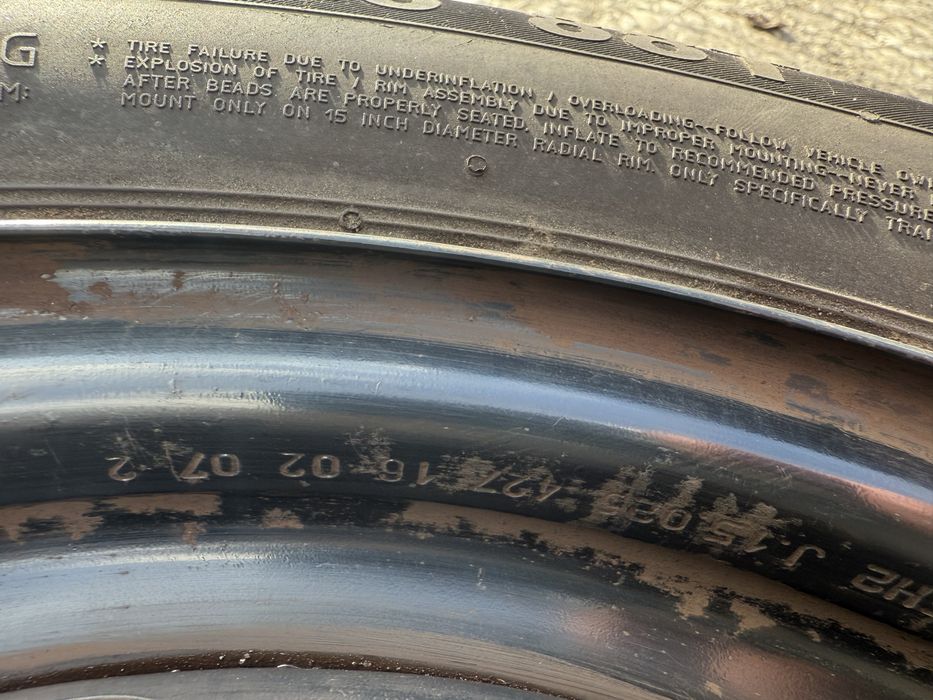 88T
G * TIRE FAILURE DUE TO UNDERINFLATION / OVERLOADING--FOLLOW VEHICLE
M: * EXPLOSION OF TIRE / RIM ASSEMBLY DUE TO IMPROPER MOUNTING--NEVER
AFTER BEADS ARE PROPERLY SEATED. INFLATE TO RECOMMENDED PRESSURE
MOUNT ONLY ON 15 INCH DIAMETER RADIAL RIM. ONLY SPECIFICALLY
H2 J.15 16 02 07 2